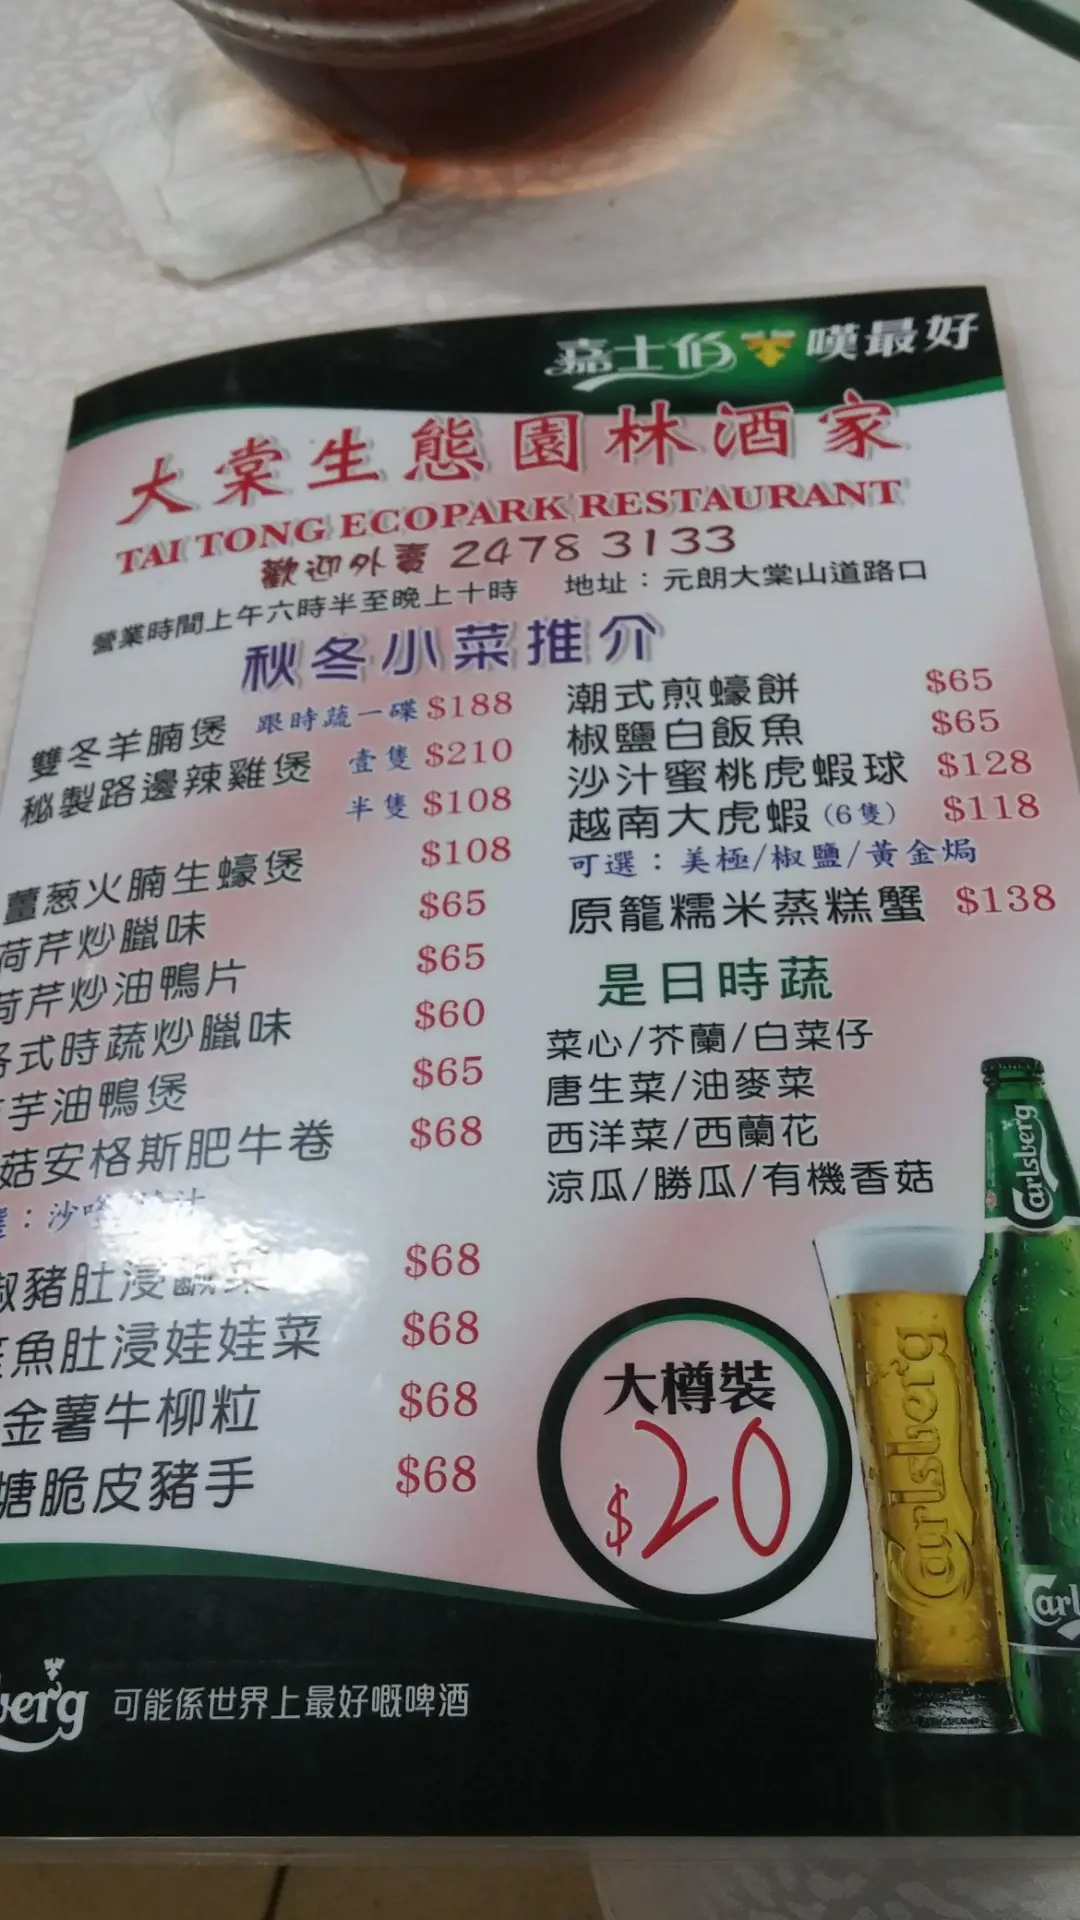 嘉士伯 嘆最好
大棠生態園林酒家
TAI TONG ECOPARK RESTAURANT
歡迎外賣 2478 3133
營業時間上午六時半至晚上十時 地址：元朗大棠山道路口
秋冬小菜推介
雙冬羊腩煲 跟時蔬一碟 $188
秘製路邊辣雞煲 壹隻 $210
半隻 $108
薑葱火腩生蠔煲 $108
荷芹炒臘味 $65
荷芹炒油鴨片 $65
各式時蔬炒臘味 $60
芋油鴨煲 $65
菇安格斯肥牛卷 $68
：沙
椒豬肚浸鹹菜 $68
魚肚浸娃娃菜 $68
金薯牛柳粒 $68
塘脆皮豬手 $68
潮式煎蠔餅 $65
椒鹽白飯魚 $65
沙汁蜜桃虎蝦球 $128
越南大虎蝦 (6隻) $118
可選：美極/椒鹽/黃金焗
原籠糯米蒸糕蟹 $138
是日時蔬
菜心/芥蘭/白菜仔
唐生菜/油麥菜
西洋菜/西蘭花
涼瓜/勝瓜/有機香菇
大樽裝
$20
Carlsberg
Carlsberg
Carl
berg 可能係世界上最好嘅啤酒